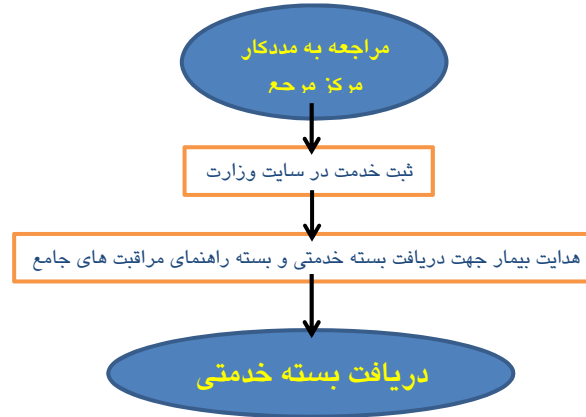 مراجعه به مددکار
مرکز مرجع
ثبت خدمت در سایت وزارت
هدایت بیمار جهت دریافت بسته خدمتی و بسته راهنمای مراقبت های جامع
دریافت بسته خدمتی